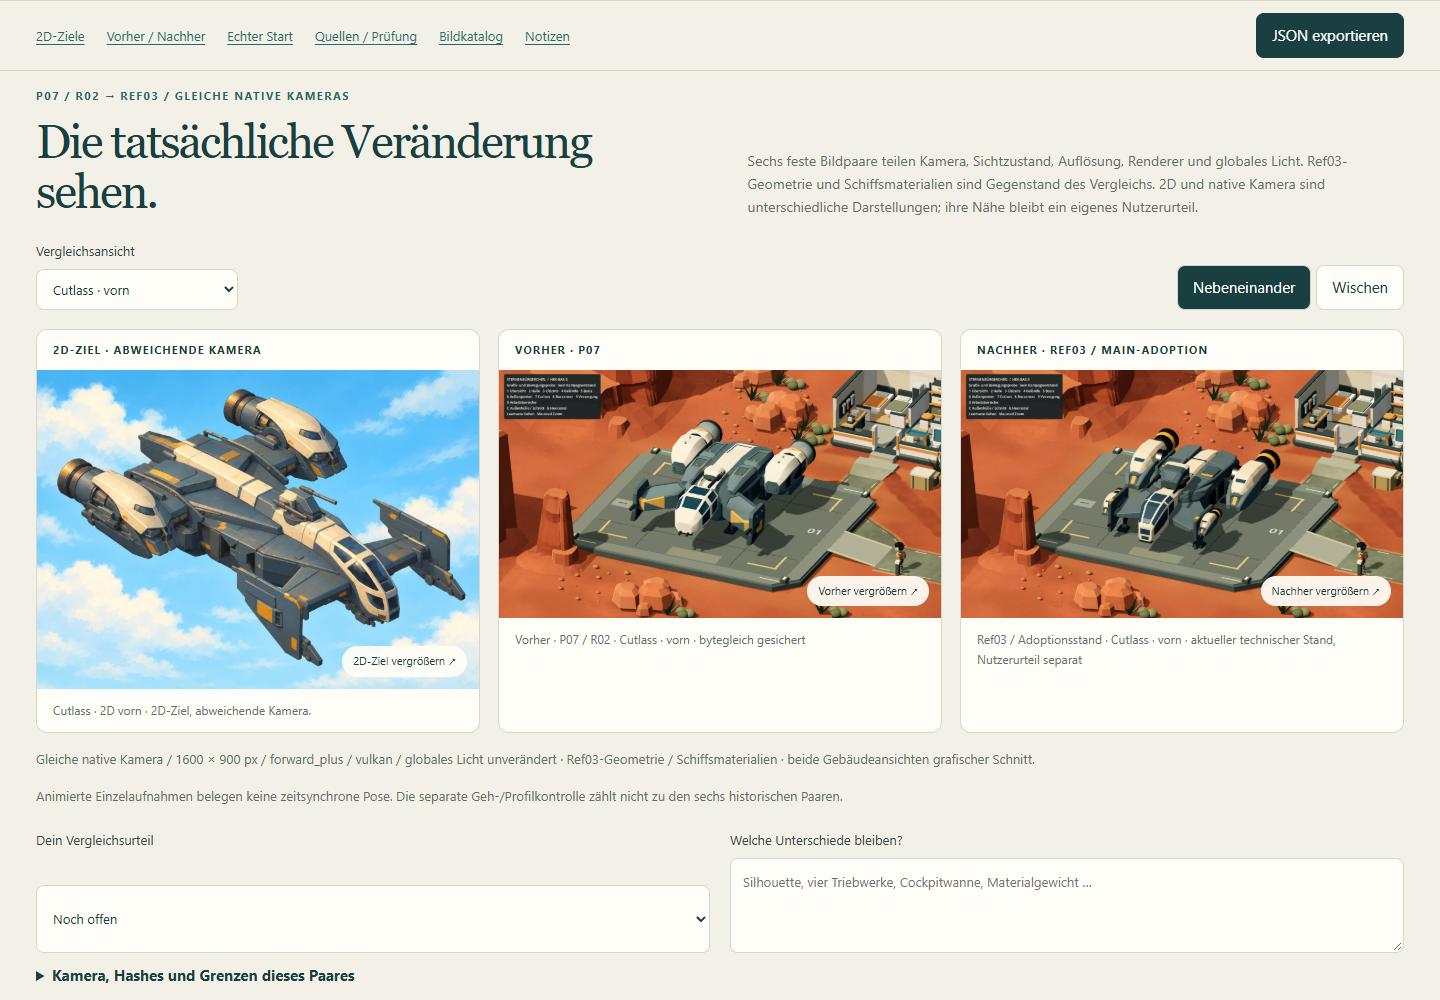 2D-Ziele Vorher / Nachher Echter Start Quellen / Prüfung Bildkatalog Notizen JSON exportieren
P07 / R02 → REF03 / GLEICHE NATIVE KAMERAS
Die tatsächliche Veränderung
sehen.
Sechs feste Bildpaare teilen Kamera, Sichtzustand, Auflösung, Renderer und globales Licht. Ref03-
Geometrie und Schiffsmaterialien sind Gegenstand des Vergleichs. 2D und native Kamera sind
unterschiedliche Darstellungen; ihre Nähe bleibt ein eigenes Nutzerurteil.
Vergleichsansicht
Cutlass · vorn
Nebeneinander Wischen
2D-ZIEL · ABWEICHENDE KAMERA
2D-Ziel vergrößern ↗
Cutlass · 2D vorn · 2D-Ziel, abweichende Kamera.
VORHER · P07
01
Vorher vergrößern ↗
Vorher · P07 / R02 · Cutlass · vorn · bytegleich gesichert
NACHHER · REF03 / MAIN-ADOPTION
01
Nachher vergrößern ↗
Ref03 / Adoptionsstand · Cutlass · vorn · aktueller technischer Stand,
Nutzerurteil separat
Gleiche native Kamera / 1600 × 900 px / forward_plus / vulkan / globales Licht unverändert · Ref03-Geometrie / Schiffsmaterialien · beide Gebäudeansichten grafischer Schnitt.
Animierte Einzelaufnahmen belegen keine zeitsynchrone Pose. Die separate Geh-/Profilkontrolle zählt nicht zu den sechs historischen Paaren.
Dein Vergleichsurteil
Noch offen
Welche Unterschiede bleiben?
Silhouette, vier Triebwerke, Cockpitwanne, Materialgewicht ...
Kamera, Hashes und Grenzen dieses Paares